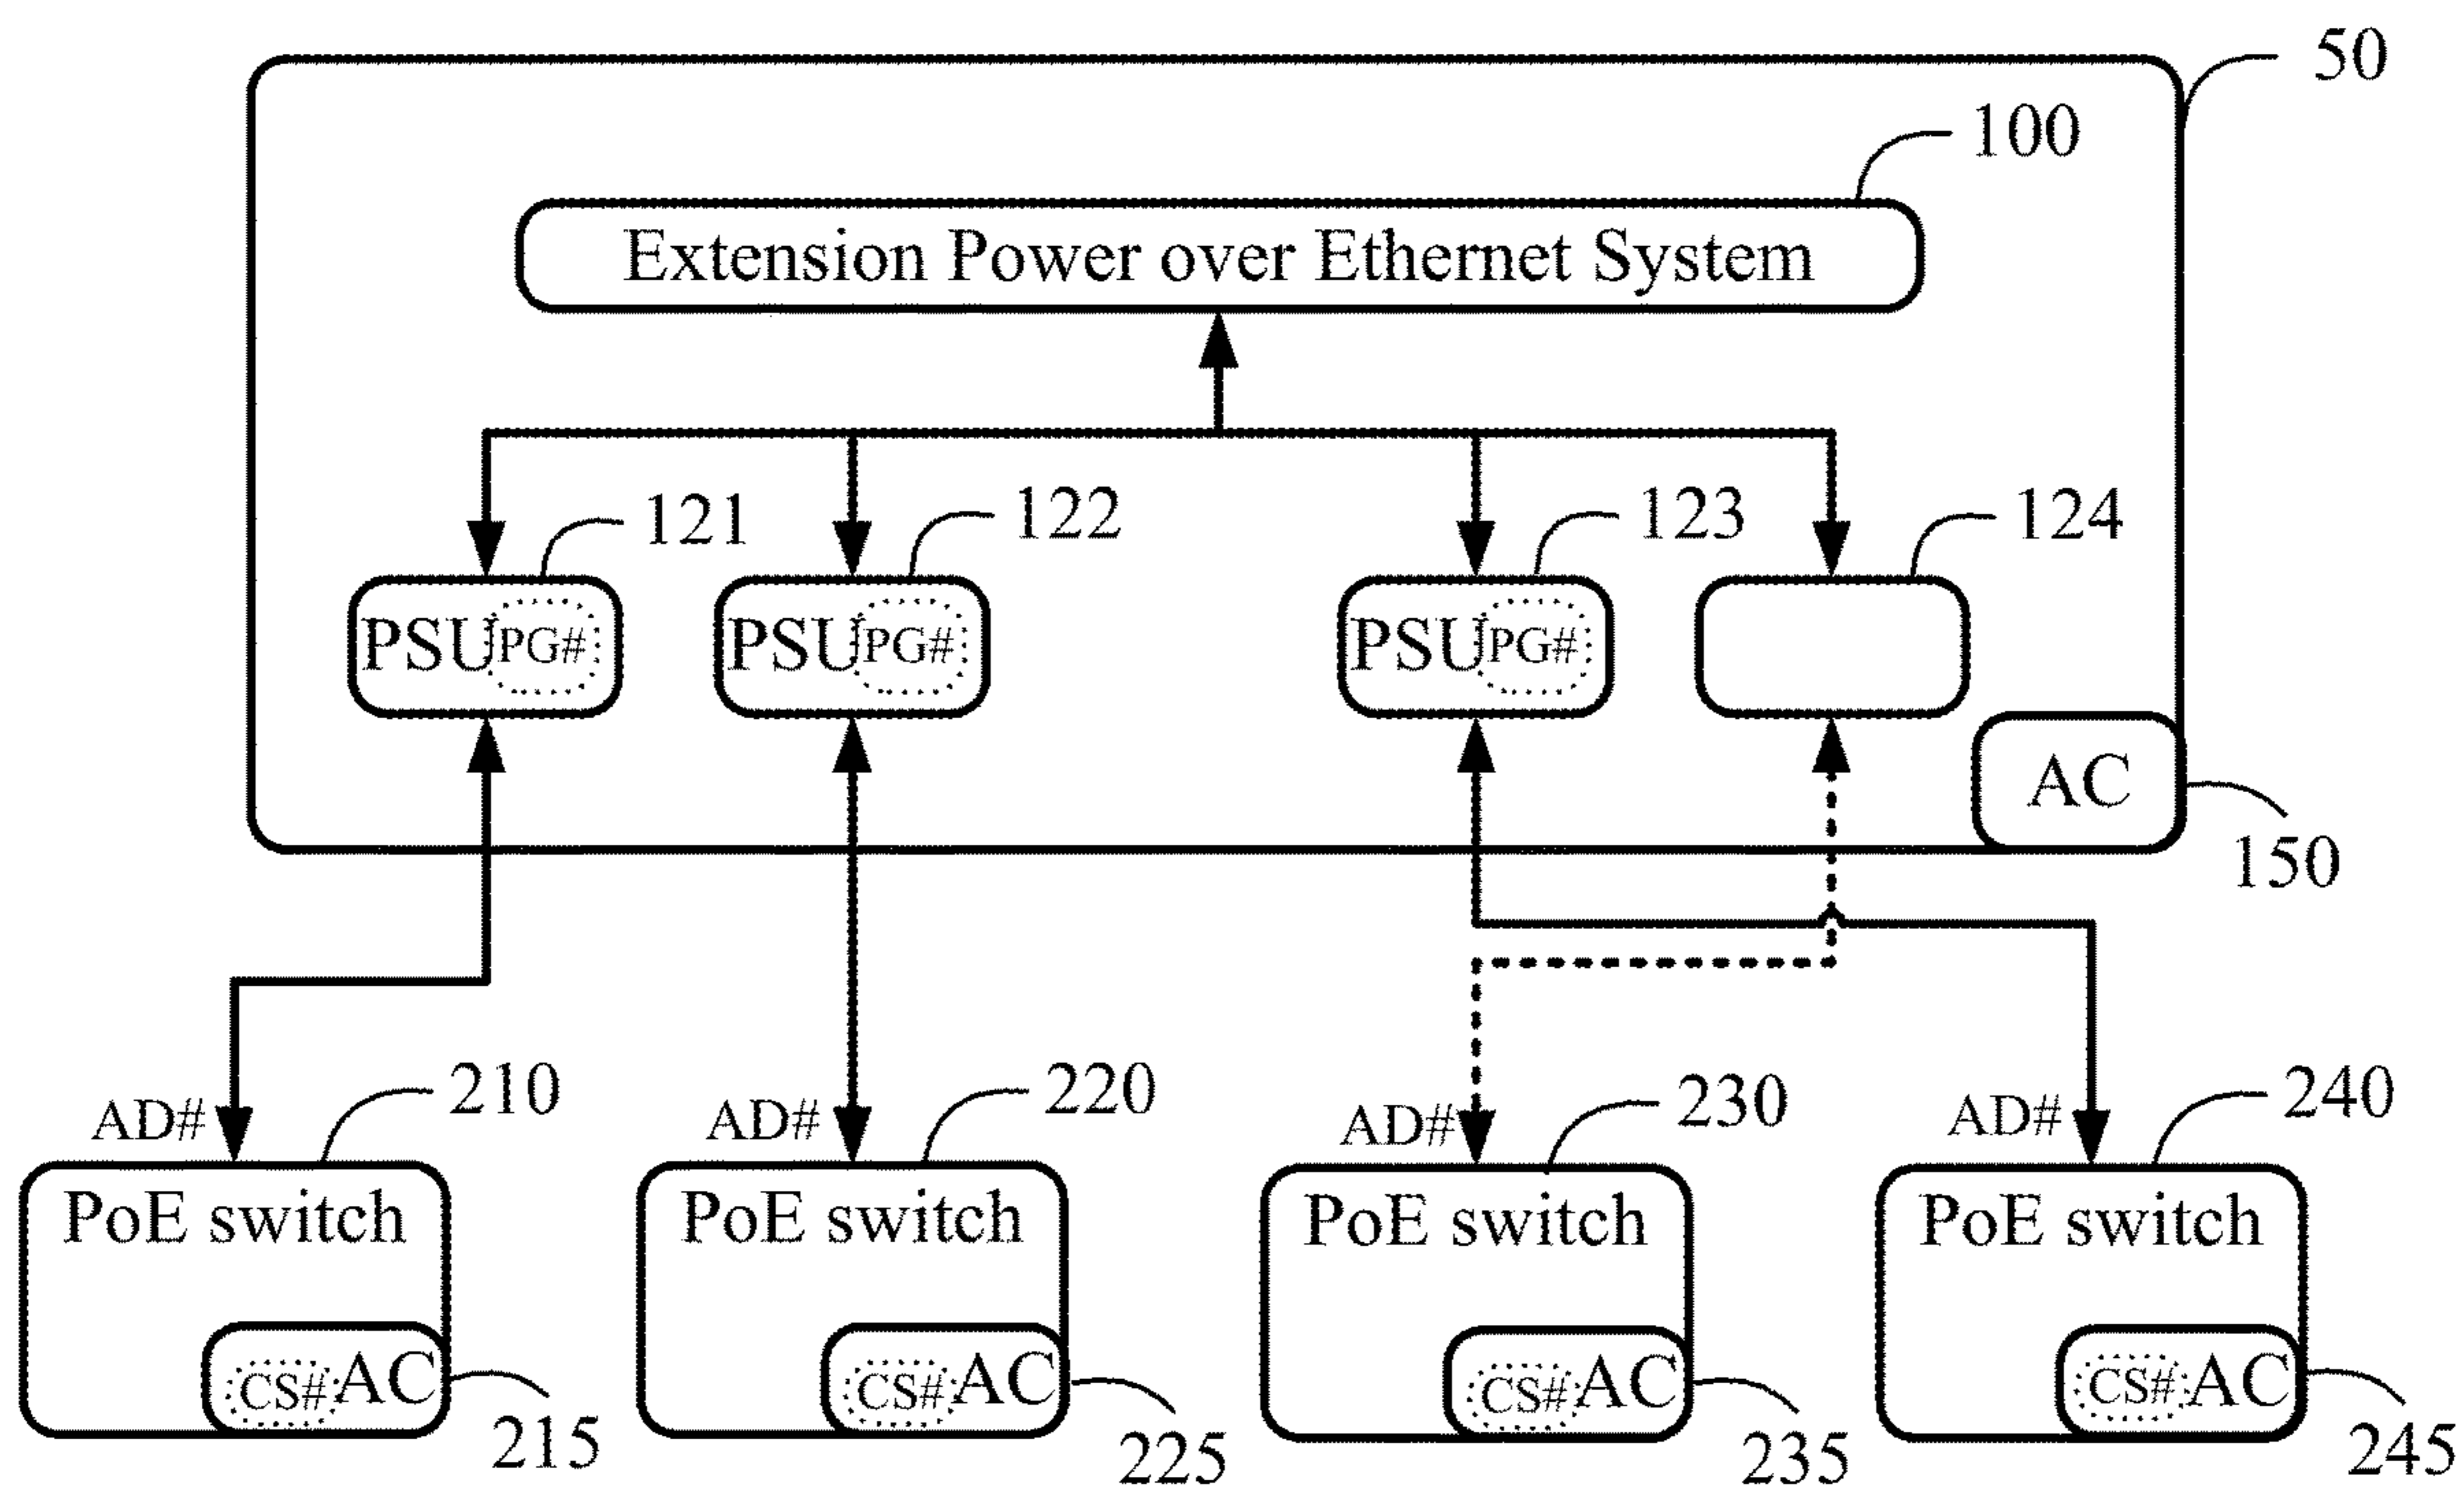 50
100
Extension Power over Ethernet System
121
122
123
124
PSU PG#
PSU PG#
PSU PG#
AC
150
210
220
230
240
AD#
AD#
AD#
AD#
PoE switch
PoE switch
PoE switch
PoE switch
CS# AC
CS# AC
CS# AC
CS# AC
215
225
235
245